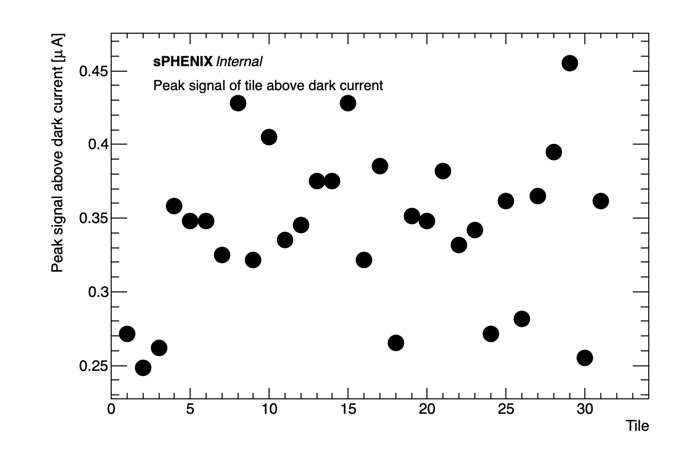 sPHENIX Internal
Peak signal of tile above dark current
Peak signal above dark current [μ A]
0.45
0.4
0.35
0.3
0.25
0 5 10 15 20 25 30
Tile